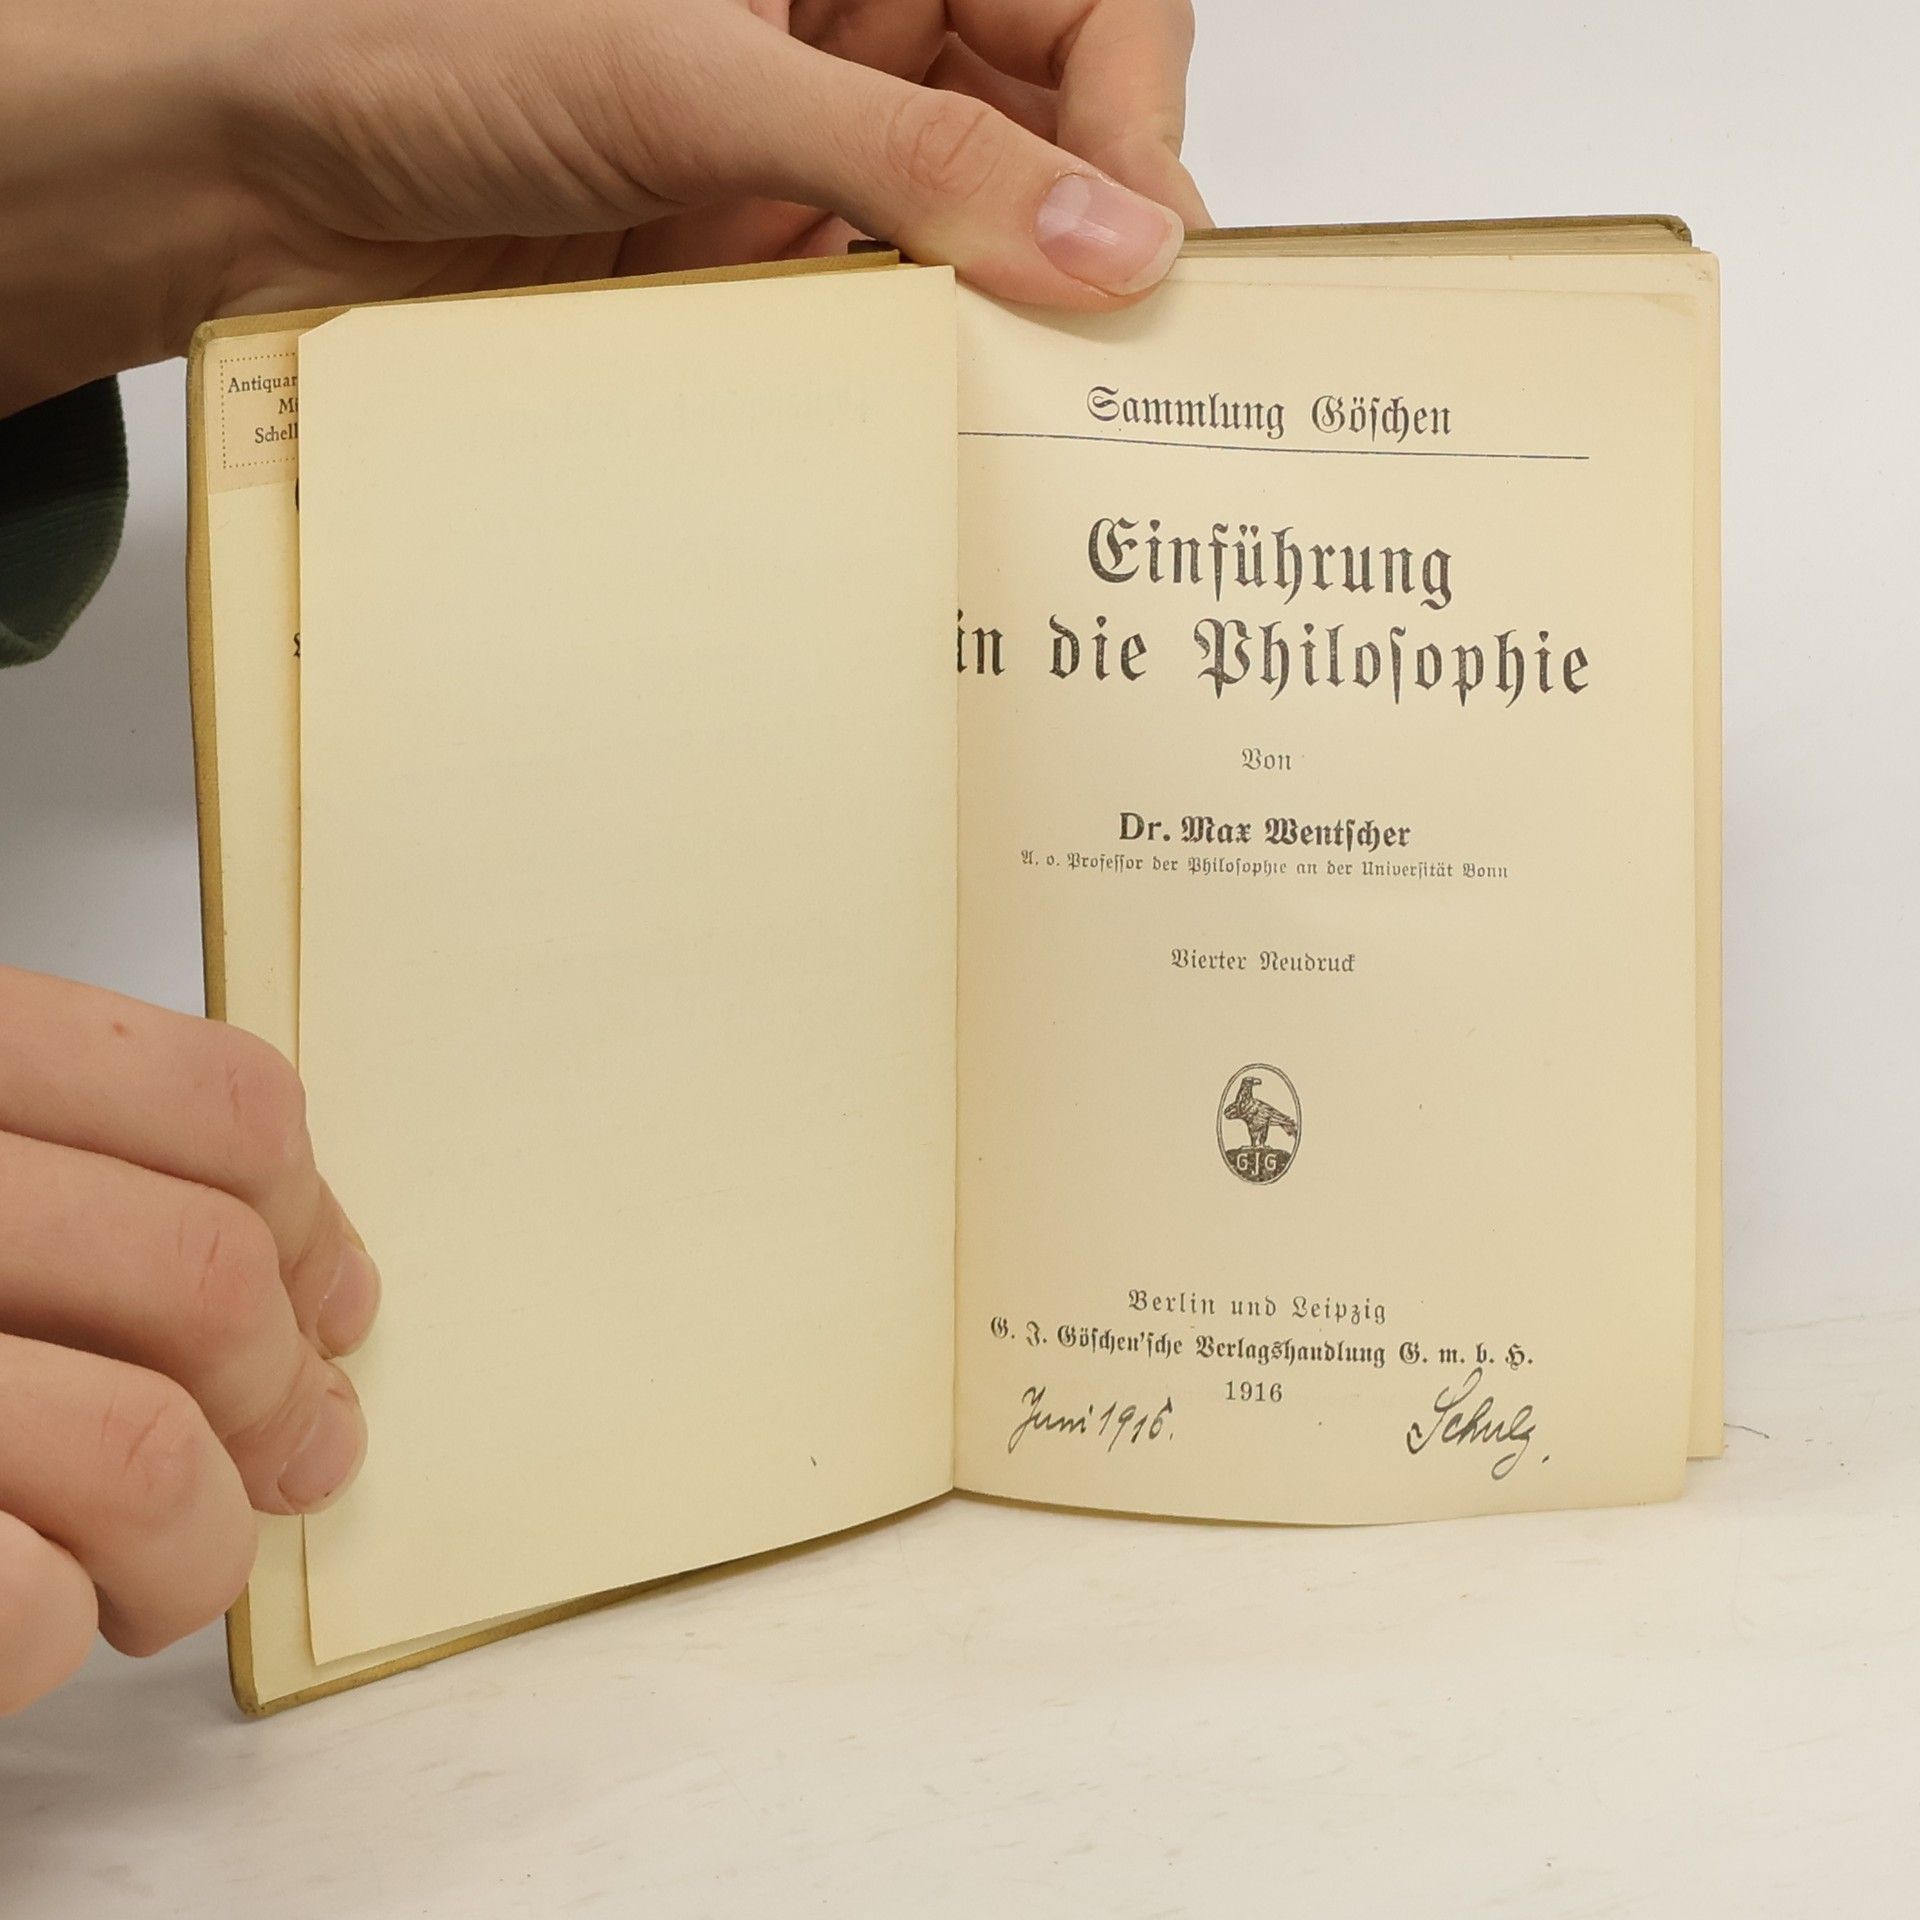 Antiquar
Mi
Schell
Sammlung Göschen
Einführung
in die Philosophie
Von
Dr. Max Wentscher
A. o. Professor der Philosophie an der Universität Bonn
Vierter Neudruck
GJG
Berlin und Leipzig
G. J. Göschen'sche Verlagshandlung G. m. b. H.
1916
Juni 1916. Schulz.